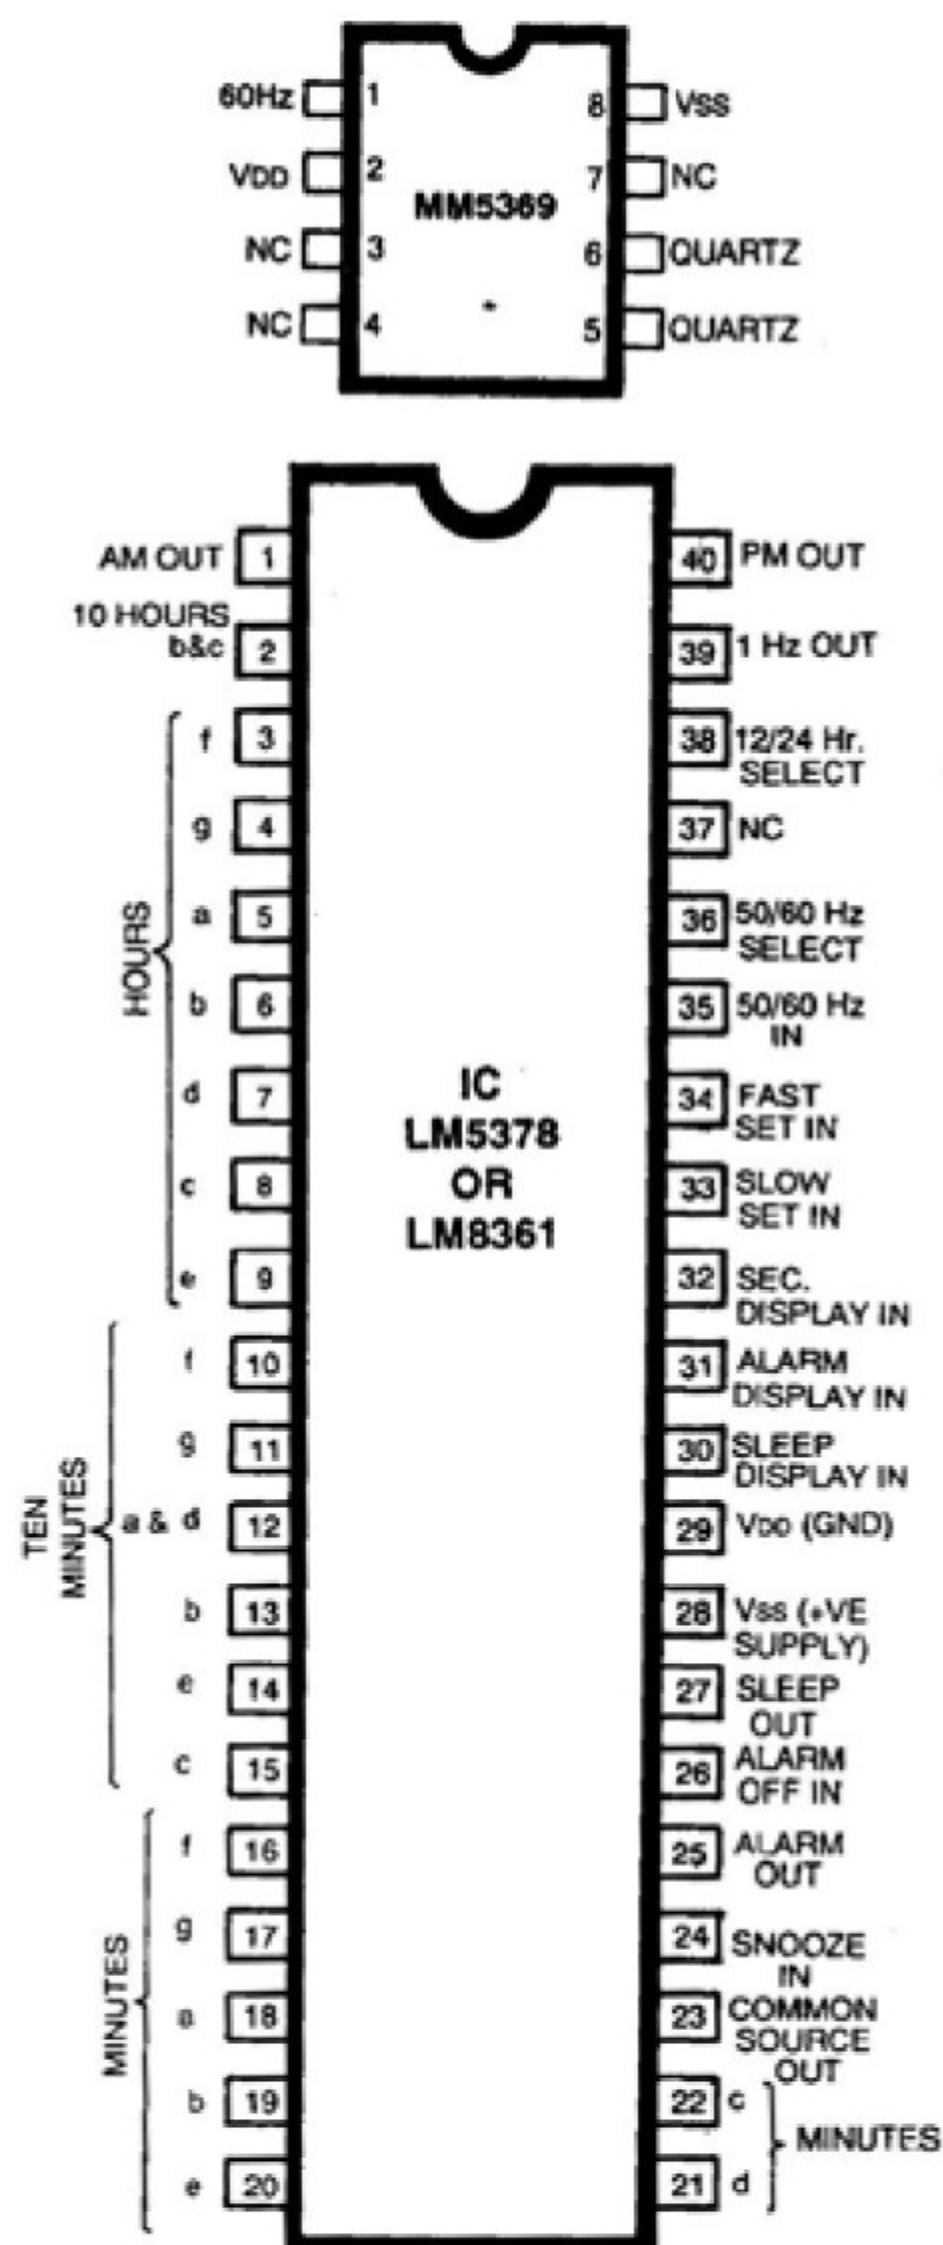 60Hz 1 8 VSS
VDD 2 7 NC
MM5369
NC 3 6 QUARTZ
NC 4 5 QUARTZ
AM OUT 1 40 PM OUT
10 HOURS
b&c 2 39 1 Hz OUT
f 3 38 12/24 Hr.
SELECT
g 4 37 NC
HOURS
a 5 36 50/60 Hz
SELECT
b 6 35 50/60 Hz
IN
IC
LM5378
OR
LM8361
d 7 34 FAST
SET IN
c 8 33 SLOW
SET IN
e 9 32 SEC.
DISPLAY IN
f 10 31 ALARM
DISPLAY IN
g 11 30 SLEEP
DISPLAY IN
TEN
MINUTES
a & d 12 29 VDD (GND)
b 13 28 Vss (+VE
SUPPLY)
e 14 27 SLEEP
OUT
c 15 26 ALARM
OFF IN
f 16 25 ALARM
OUT
g 17 24 SNOOZE
IN
MINUTES
a 18 23 COMMON
SOURCE
OUT
b 19 22 c
MINUTES
e 20 21 d